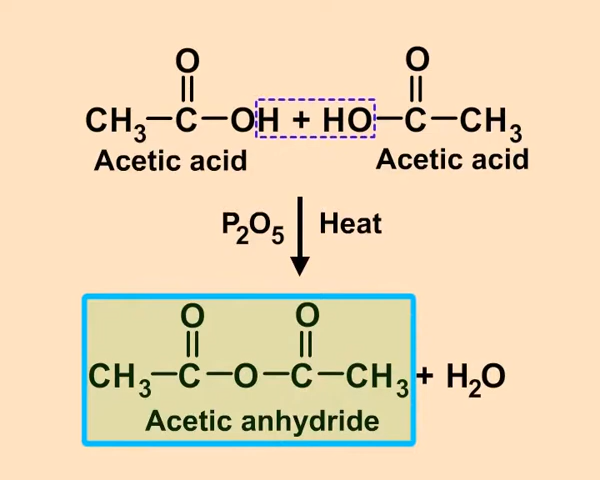 O O
|| ||
CH₃—C—OH + HO—C—CH₃
Acetic acid Acetic acid
P₂O₅ Heat
O O
|| ||
CH₃—C—O—C—CH₃ + H₂O
Acetic anhydride